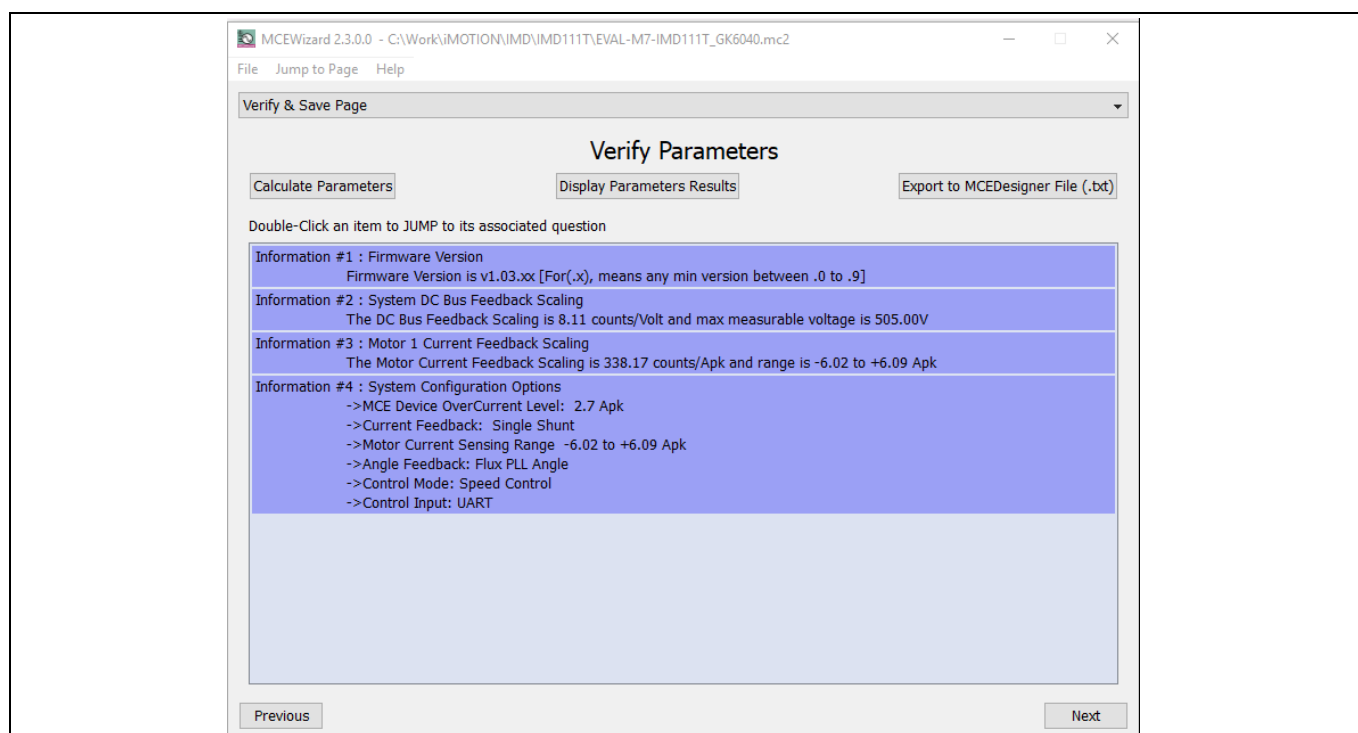 MCEWizard 2.3.0.0 - C:\Work\iMOTION\IMD\IMD111T\EVAL-M7-IMD111T_GK6040.mc2
File Jump to Page Help
Verify & Save Page
Verify Parameters
Calculate Parameters Display Parameters Results Export to MCEDesigner File (.txt)
Double-Click an item to JUMP to its associated question
Information #1 : Firmware Version
Firmware Version is v1.03.xx [For(.x), means any min version between .0 to .9]
Information #2 : System DC Bus Feedback Scaling
The DC Bus Feedback Scaling is 8.11 counts/Volt and max measurable voltage is 505.00V
Information #3 : Motor 1 Current Feedback Scaling
The Motor Current Feedback Scaling is 338.17 counts/Apk and range is -6.02 to +6.09 Apk
Information #4 : System Configuration Options
->MCE Device OverCurrent Level: 2.7 Apk
->Current Feedback: Single Shunt
->Motor Current Sensing Range -6.02 to +6.09 Apk
->Angle Feedback: Flux PLL Angle
->Control Mode: Speed Control
->Control Input: UART
Previous Next